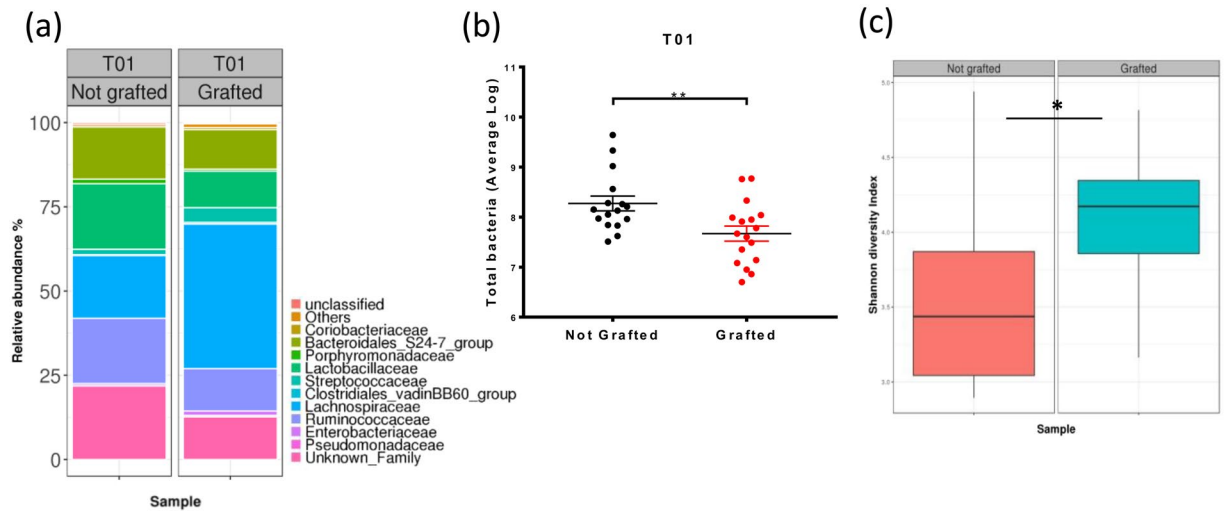 (a)
T01
T01
Not grafted
Grafted
100
75
50
25
0
Relative abundance %
Sample
unclassified
Others
Coriobacteriaceae
Bacteroidales_S24-7_group
Porphyromonadaceae
Lactobacillaceae
Streptococcaceae
Clostridiales_vadinBB60_group
Lachnospiraceae
Ruminococcaceae
Enterobacteriaceae
Pseudomonadaceae
Unknown_Family
(b)
T01
Total bacteria (Average Log)
11
10
9
8
7
6
**
Not Grafted
Grafted
(c)
Not grafted
Grafted
Shannon diversity Index
5.0
4.5
4.0
3.5
3.0
*
Sample